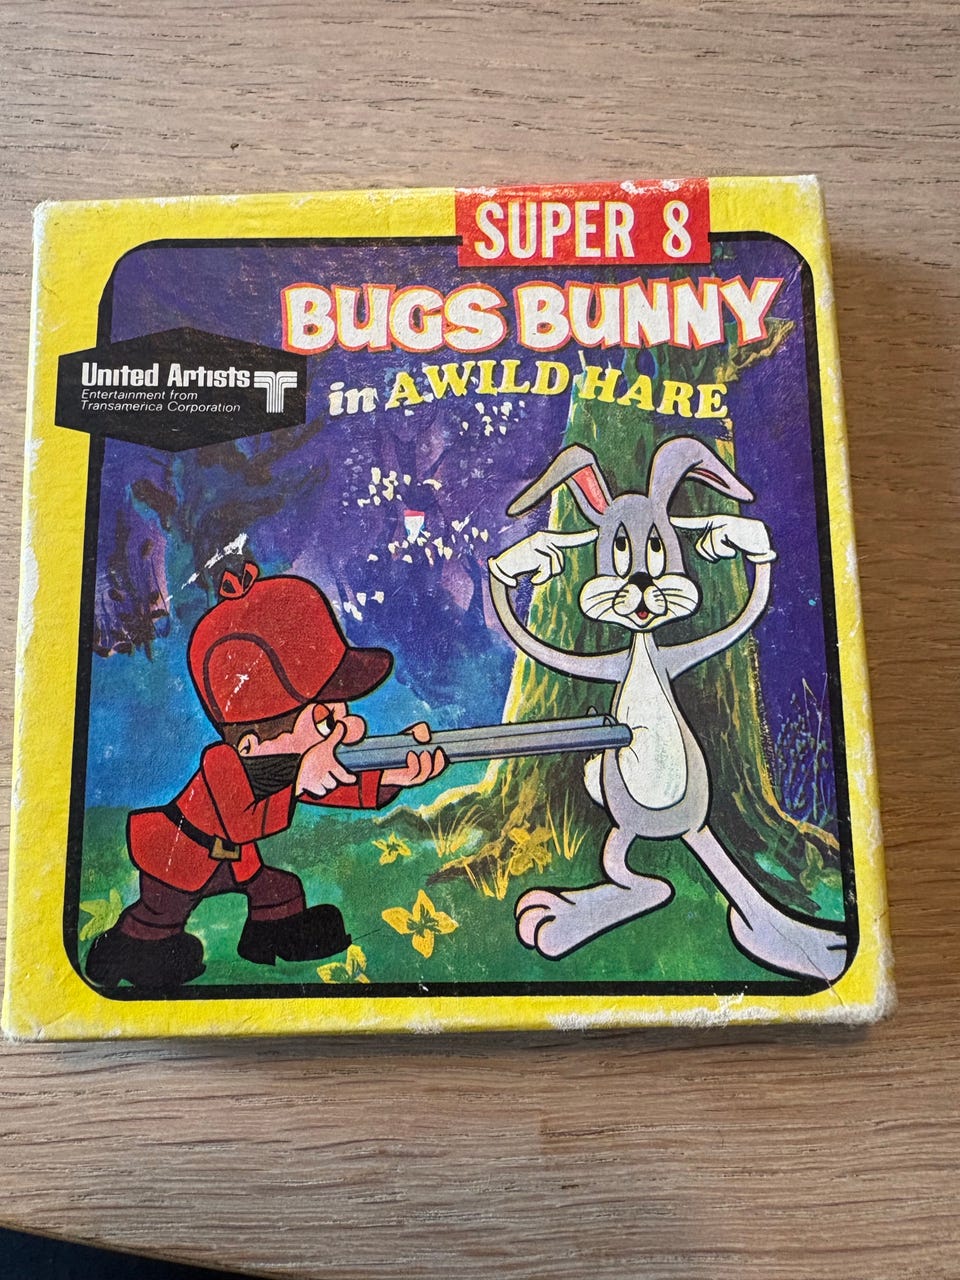 SUPER 8
BUGS BUNNY
in A WILD HARE
United Artists
Entertainment from
Transamerica Corporation